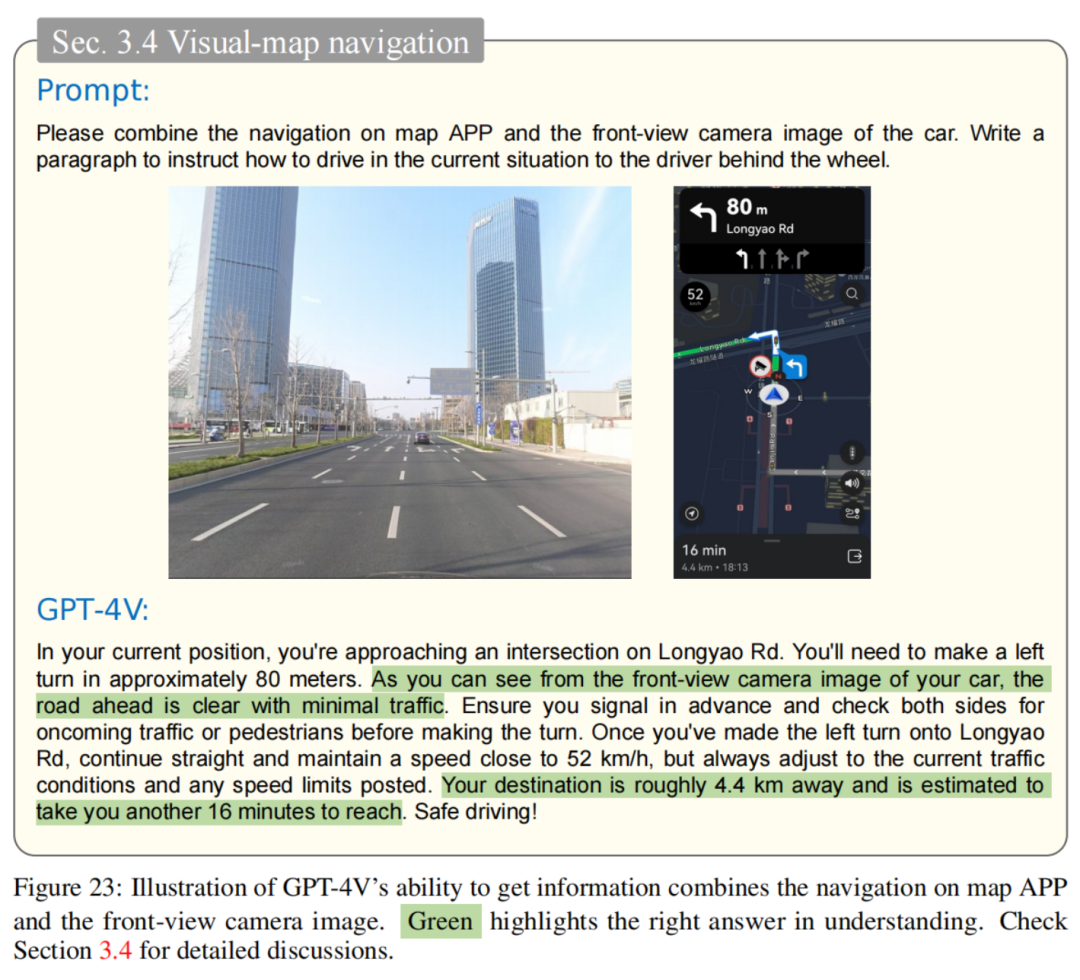 Sec. 3.4 Visual-map navigation
Prompt:
Please combine the navigation on map APP and the front-view camera image of the car. Write a
paragraph to instruct how to drive in the current situation to the driver behind the wheel.
80 m
Longyao Rd
52
km/h
Longyao Rd
龙耀路
龙耀路隧道
N
W
E
S
16 min
4.4 km • 18:13
GPT-4V:
In your current position, you're approaching an intersection on Longyao Rd. You'll need to make a left
turn in approximately 80 meters. As you can see from the front-view camera image of your car, the
road ahead is clear with minimal traffic. Ensure you signal in advance and check both sides for
oncoming traffic or pedestrians before making the turn. Once you've made the left turn onto Longyao
Rd, continue straight and maintain a speed close to 52 km/h, but always adjust to the current traffic
conditions and any speed limits posted. Your destination is roughly 4.4 km away and is estimated to
take you another 16 minutes to reach. Safe driving!
Figure 23: Illustration of GPT-4V's ability to get information combines the navigation on map APP
and the front-view camera image. Green highlights the right answer in understanding. Check
Section 3.4 for detailed discussions.